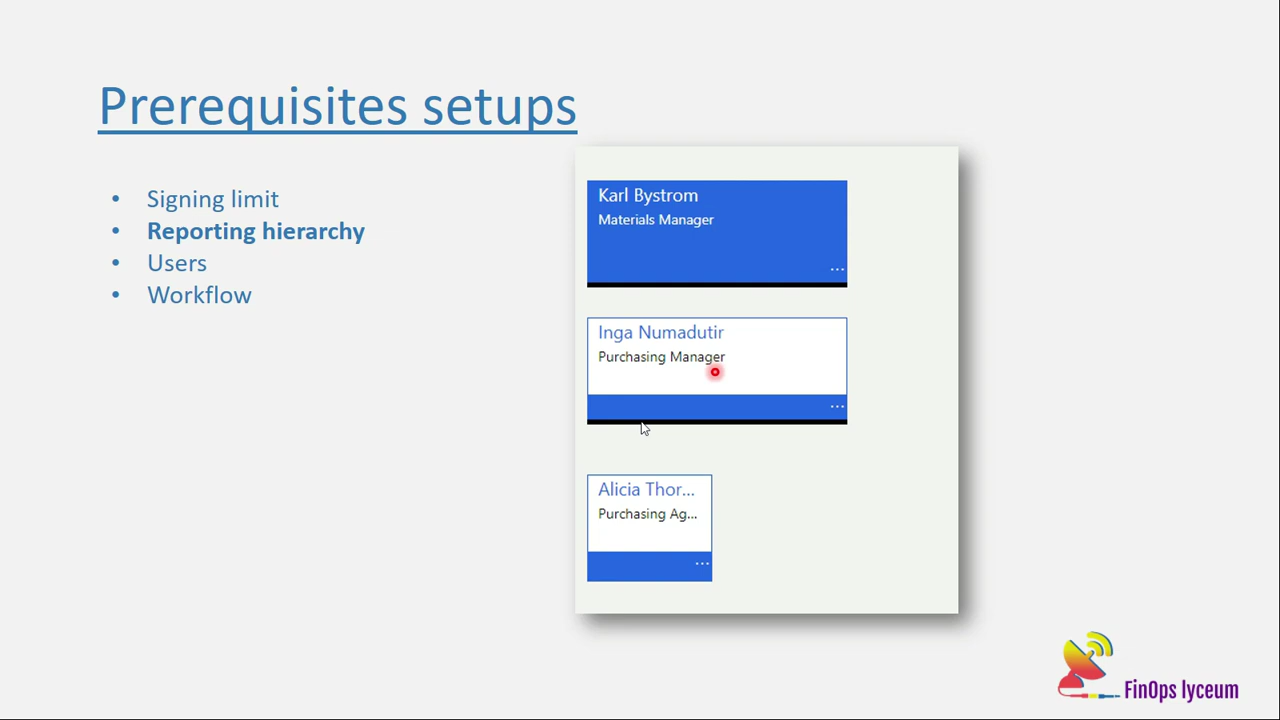 Prerequisites setups
• Signing limit
• Reporting hierarchy
• Users
• Workflow
Karl Bystrom
Materials Manager
...
Inga Numadutir
Purchasing Manager
...
Alicia Thor...
Purchasing Ag...
...
FinOps lyceum